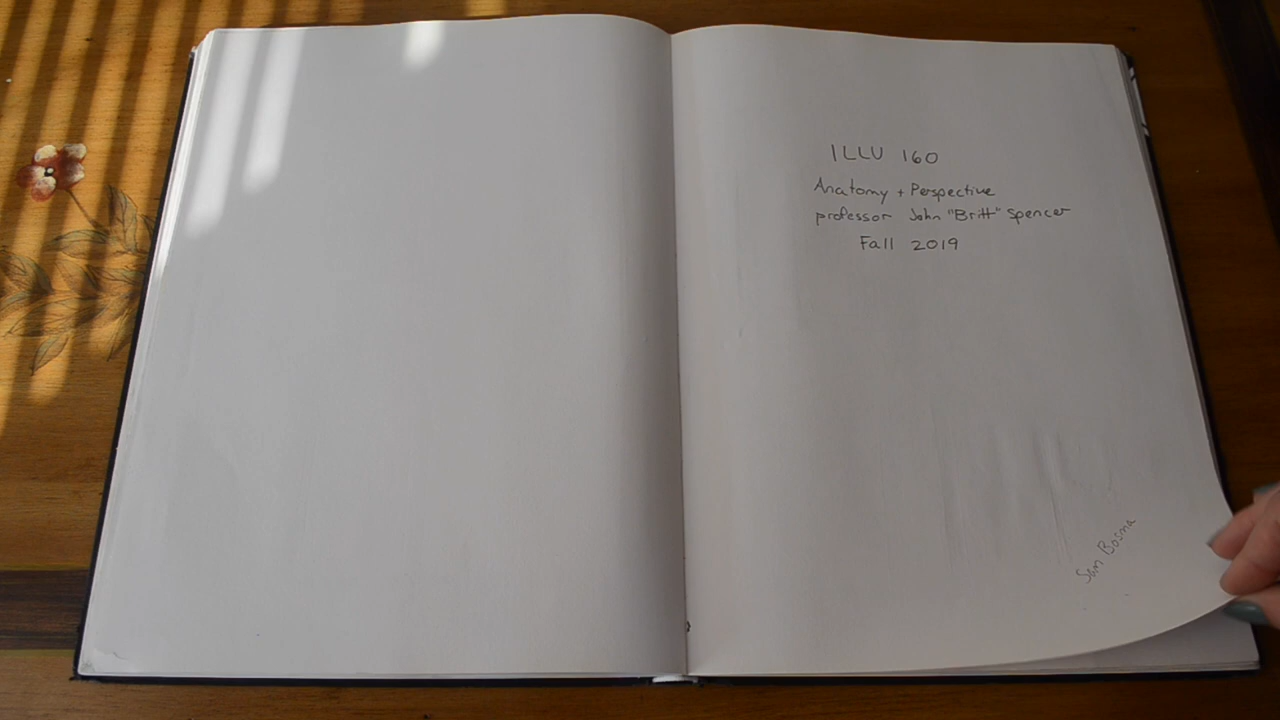 ILLU 160
Anatomy + Perspective
professor John "Britt" Spencer
Fall 2019
Sam Bosma